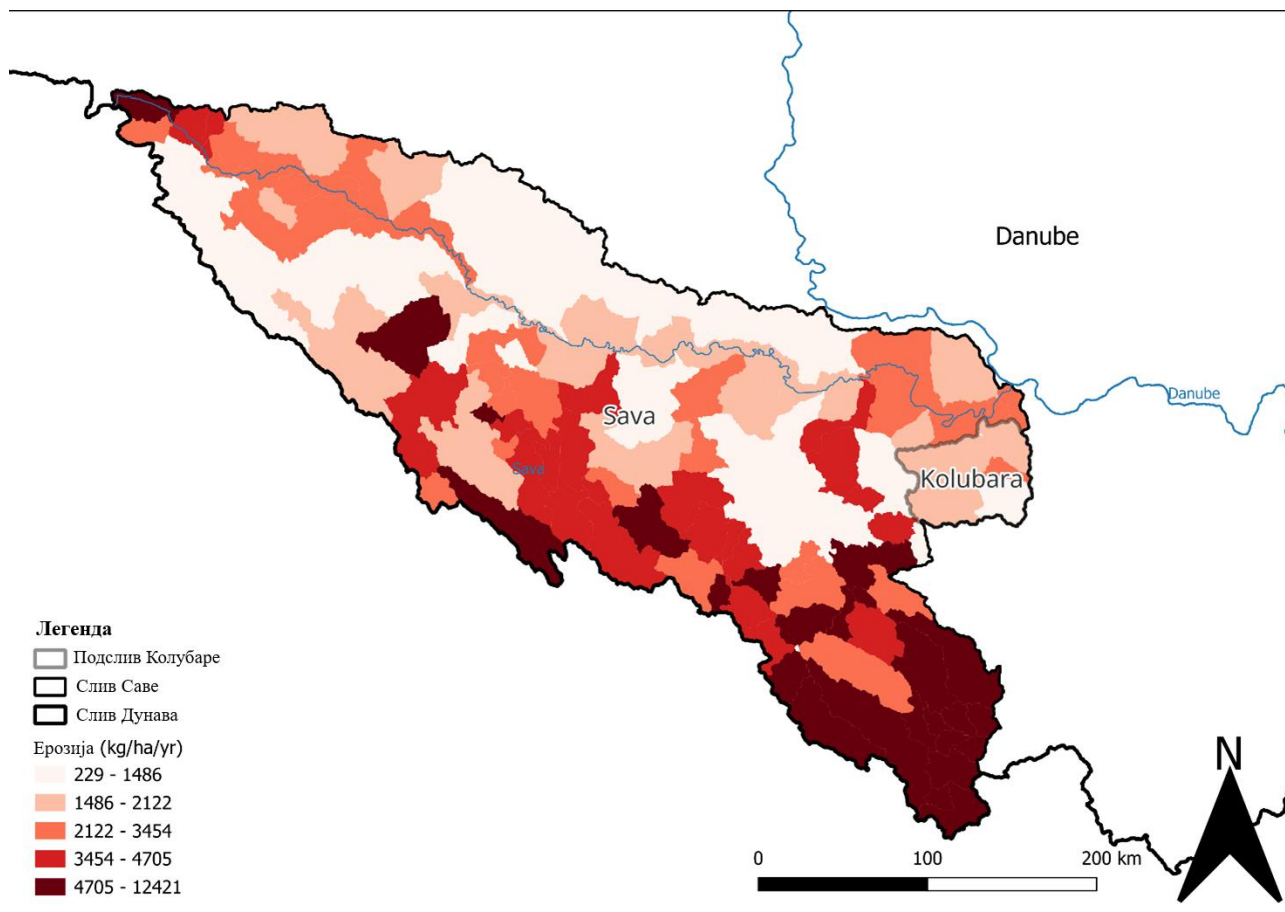 Danube
Danube
Sava
Sava
Kolubara
Легенда
Подслив Колубаре
Слив Саве
Слив Дунава
Ерозија (kg/ha/yr)
229 - 1486
1486 - 2122
2122 - 3454
3454 - 4705
4705 - 12421
0 100 200 km
N